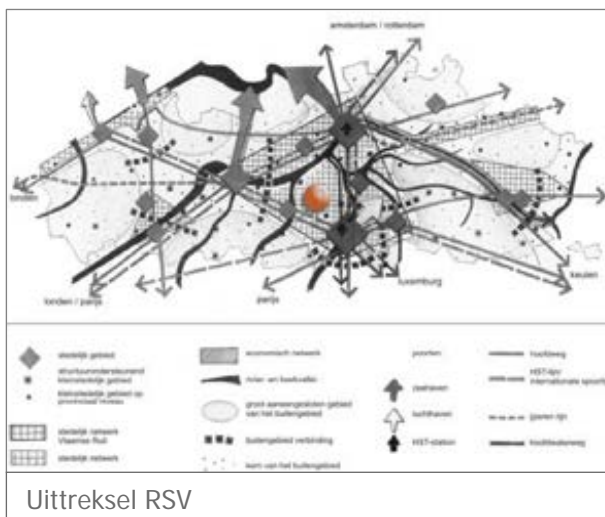 amsterdam / rotterdam
londen
londen / parijs
parijs
luxemburg
keulen
stedelijk gebied
structuurondersteunend
kleinstedelijk gebied
kleinstedelijk gebied op
provinciaal niveau
stedelijk netwerk
Vlaamse Ruit
stedelijk netwerk
economisch netwerk
rivier- en beekvallei
groot aaneengesloten gebied
van het buitengebied
buitengebied verbinding
kern van het buitengebied
poorten
zeehaven
luchthaven
HST-station
hoofdweg
HST-lijn/
ijzeren rijn
hoofdwaterweg
Uittreksel RSV